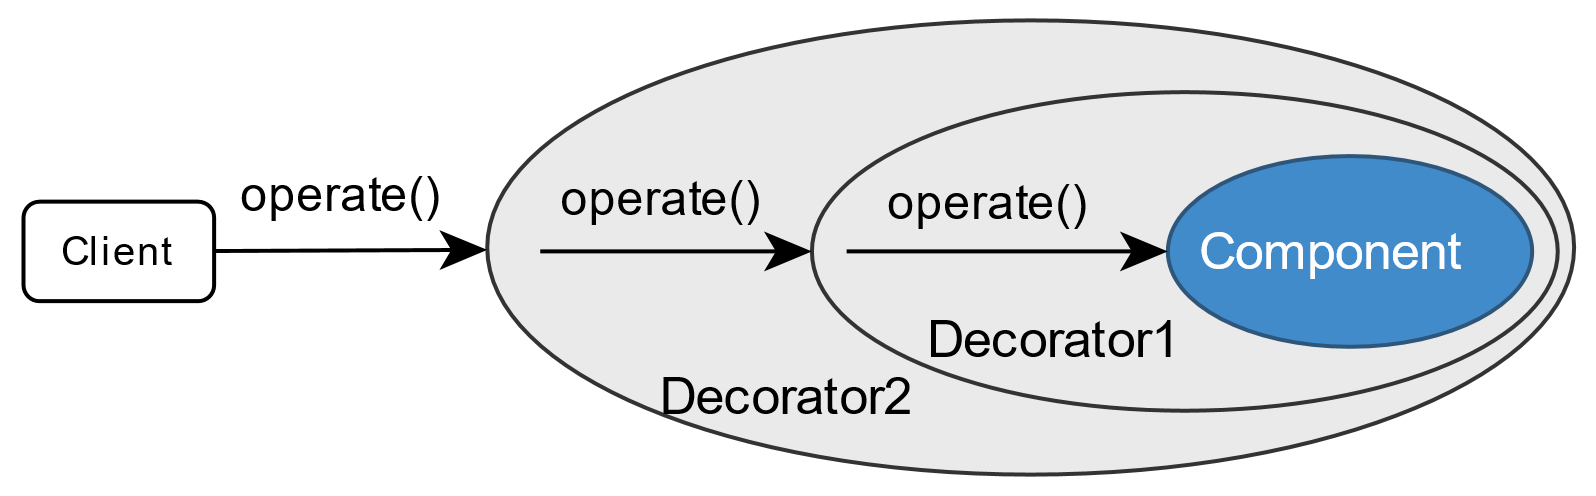 Client
operate()
operate()
operate()
Component
Decorator1
Decorator2